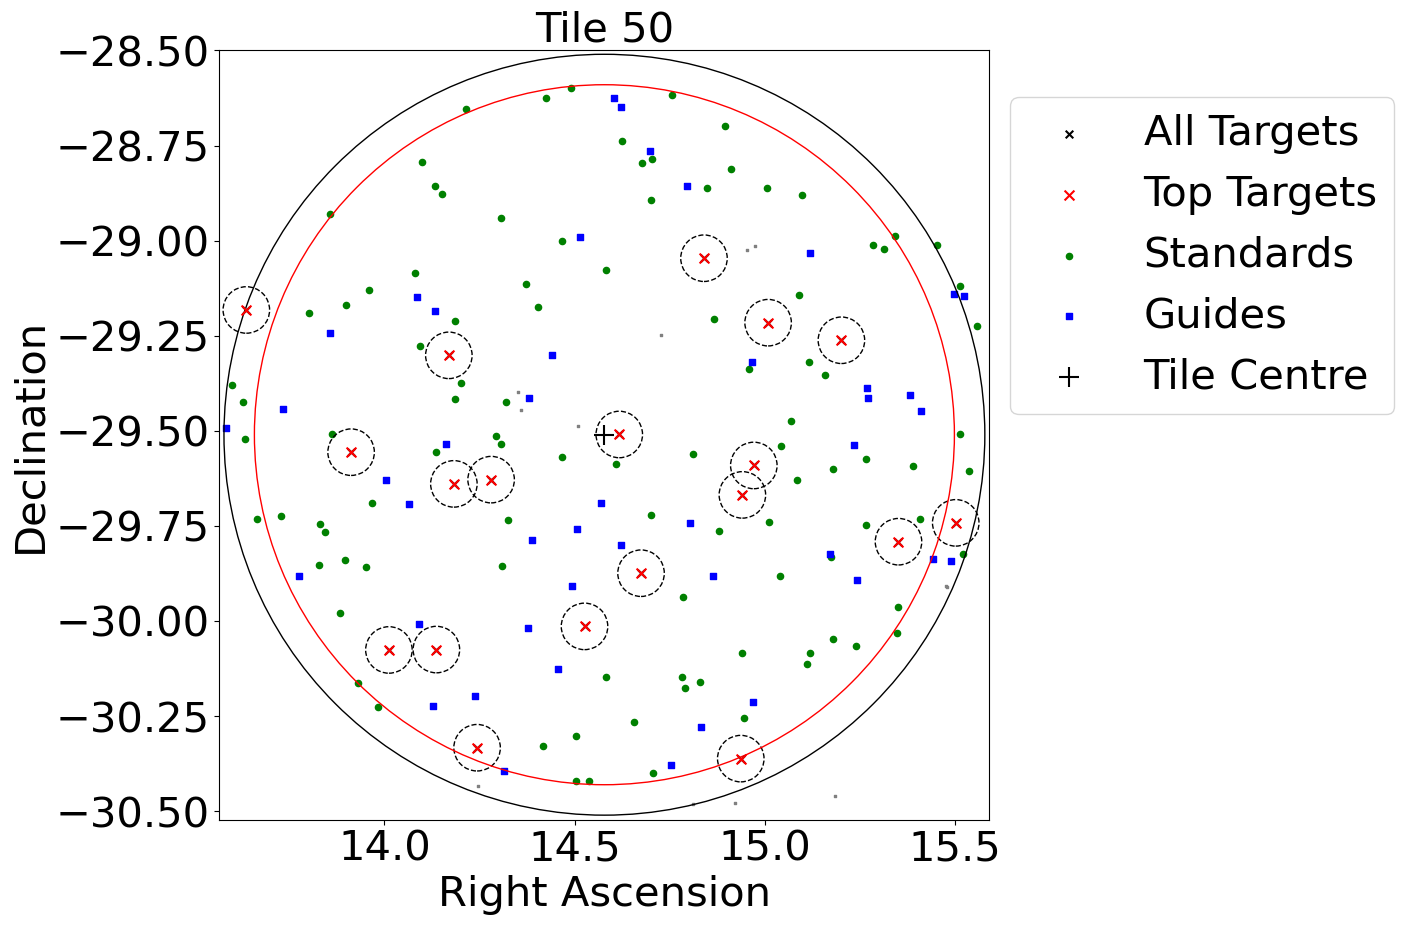 Tile 50
−28.50
−28.75
−29.00
−29.25
−29.50
−29.75
−30.00
−30.25
−30.50
Declination
14.0 14.5 15.0 15.5
Right Ascension
All Targets
Top Targets
Standards
Guides
Tile Centre